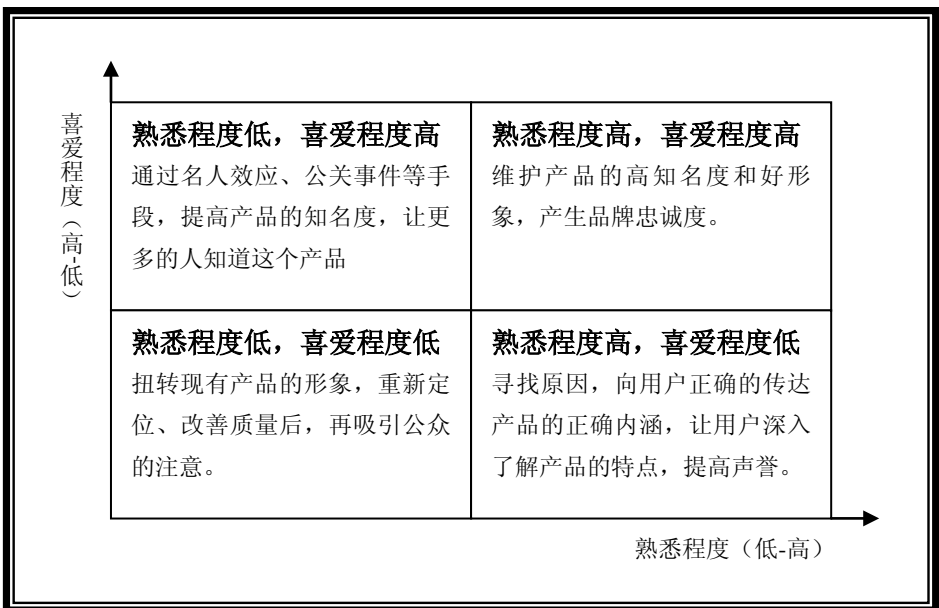 喜爱程度（高-低）
熟悉程度低，喜爱程度高
通过名人效应、公关事件等手
段，提高产品的知名度，让更
多的人知道这个产品
熟悉程度高，喜爱程度高
维护产品的高知名度和好形
象，产生品牌忠诚度。
熟悉程度低，喜爱程度低
扭转现有产品的形象，重新定
位、改善质量后，再吸引公众
的注意。
熟悉程度高，喜爱程度低
寻找原因，向用户正确的传达
产品的正确内涵，让用户深入
了解产品的特点，提高声誉。
熟悉程度（低-高）